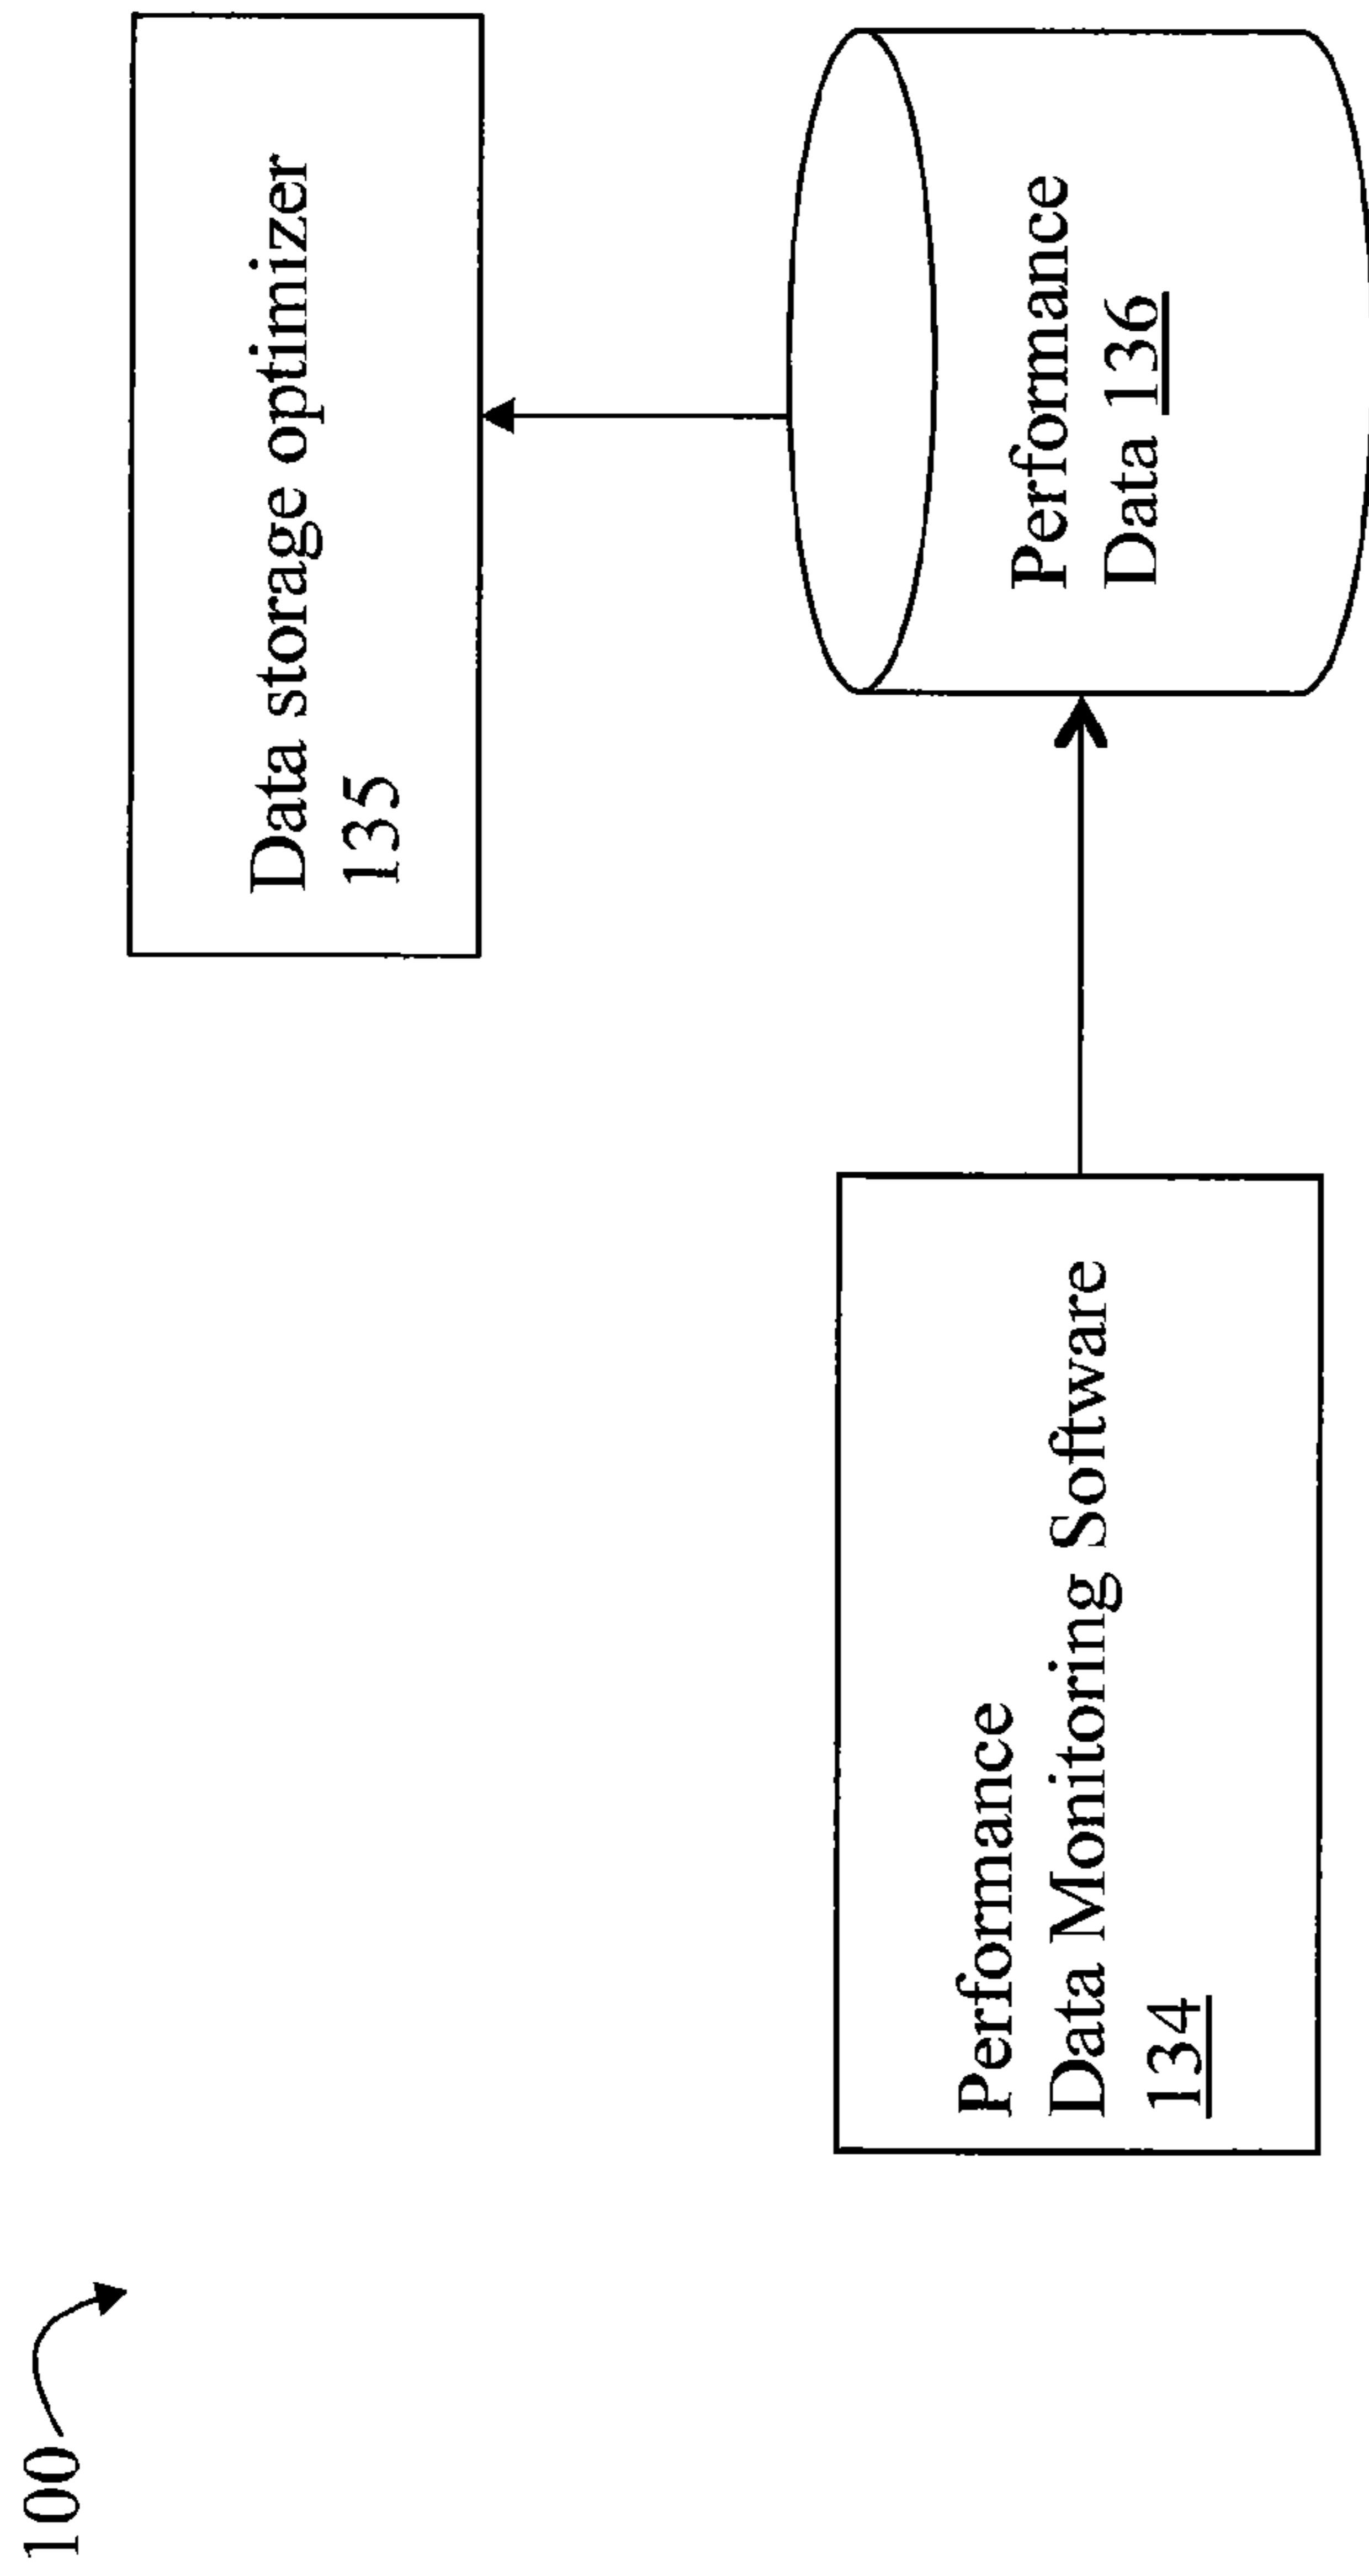 100
Data storage optimizer
135
Performance
Data Monitoring Software
134
Performance
Data 136